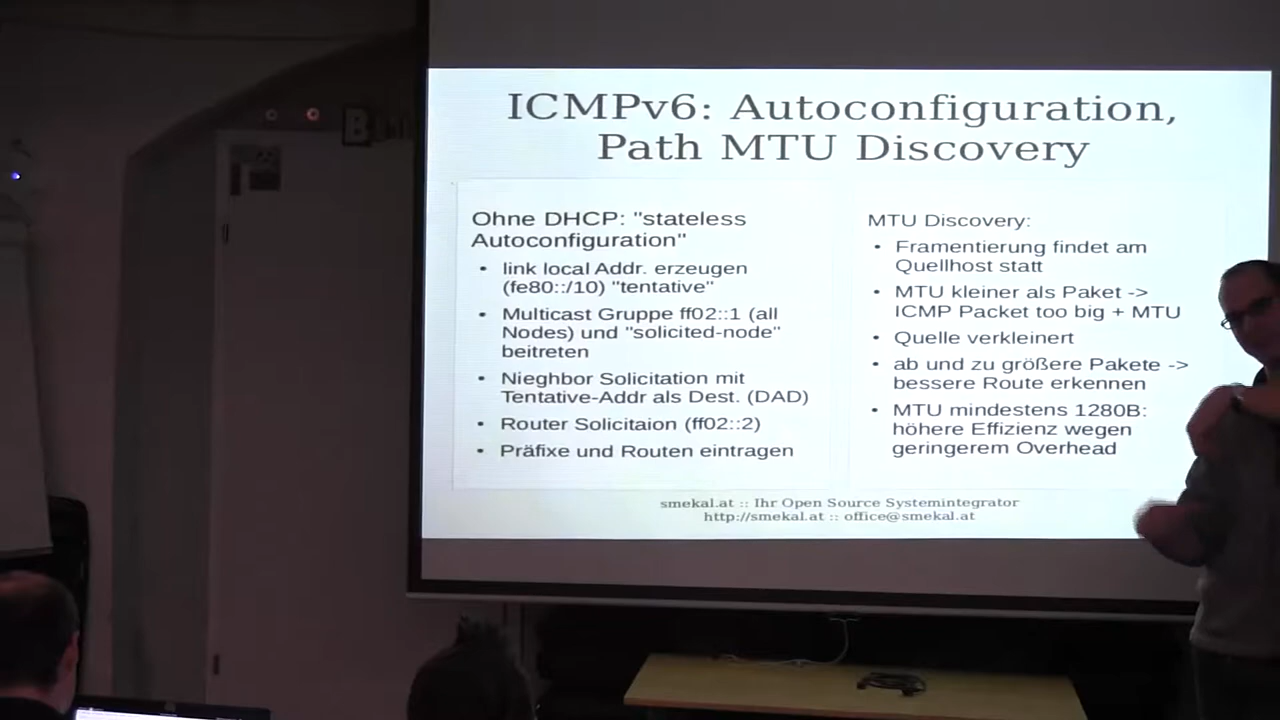 ICMPv6: Autoconfiguration,
Path MTU Discovery
Ohne DHCP: "stateless
Autoconfiguration"
• link local Addr. erzeugen
(fe80::/10) "tentative"
• Multicast Gruppe ff02::1 (all
Nodes) und "solicited-node"
beitreten
• Nieghbor Solicitation mit
Tentative-Addr als Dest. (DAD)
• Router Solicitaion (ff02::2)
• Präfixe und Routen eintragen
MTU Discovery:
• Framentierung findet am
Quellhost statt
• MTU kleiner als Paket ->
ICMP Packet too big + MTU
• Quelle verkleinert
• ab und zu größere Pakete ->
bessere Route erkennen
• MTU mindestens 1280B:
höhere Effizienz wegen
geringerem Overhead
smekal.at :: Ihr Open Source Systemintegrator
http://smekal.at :: office@smekal.at